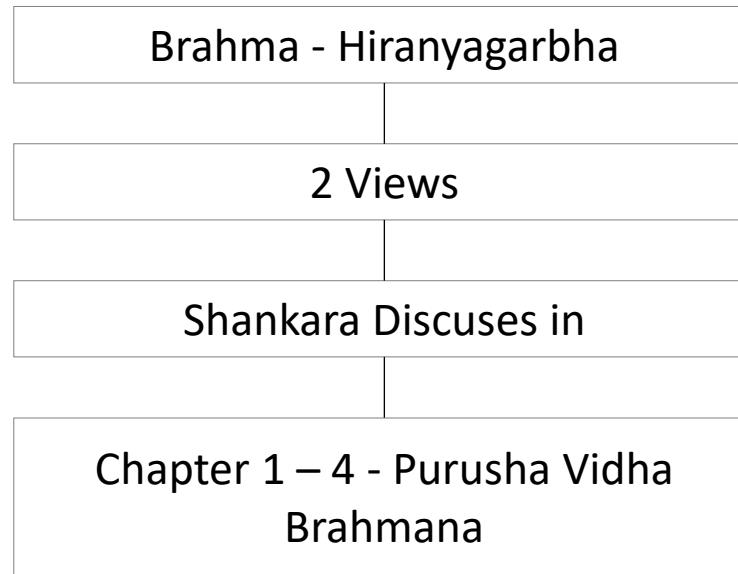 Brahma - Hiranyagarbha
2 Views
Shankara Discuses in
Chapter 1 – 4 - Purusha Vidha
Brahmana